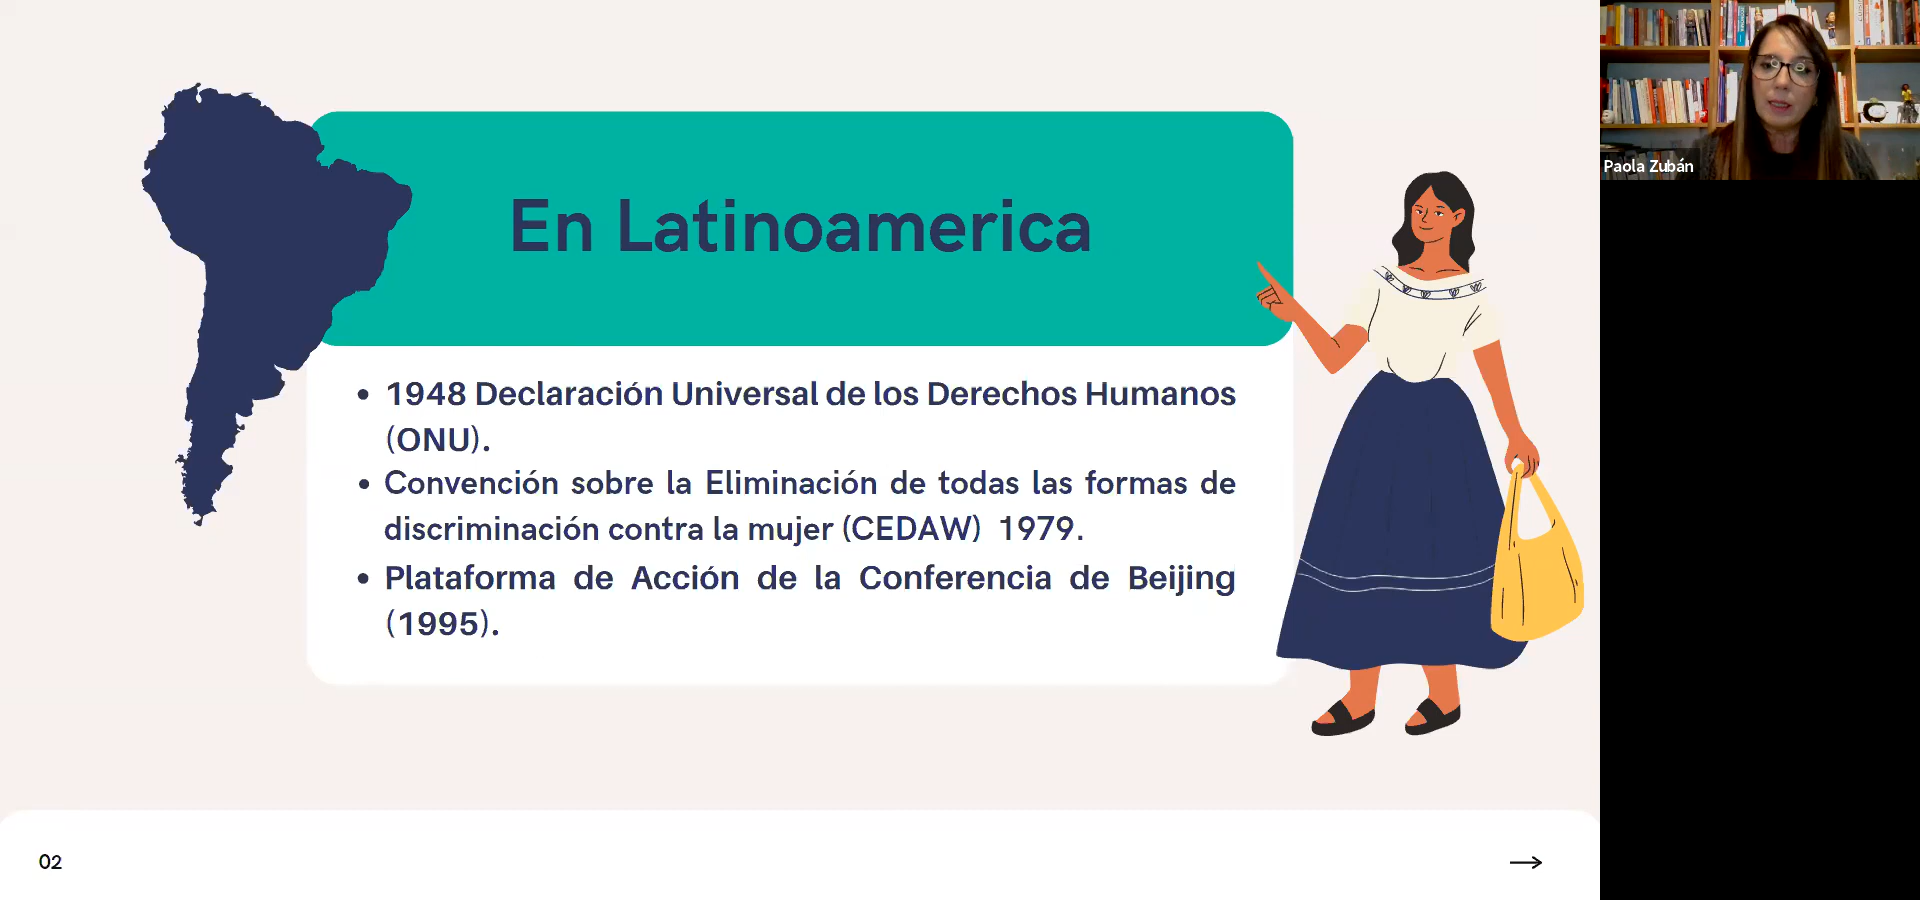 En Latinoamerica
• 1948 Declaración Universal de los Derechos Humanos
(ONU).
• Convención sobre la Eliminación de todas las formas de
discriminación contra la mujer (CEDAW) 1979.
• Plataforma de Acción de la Conferencia de Beijing
(1995).
02
Paola Zubán